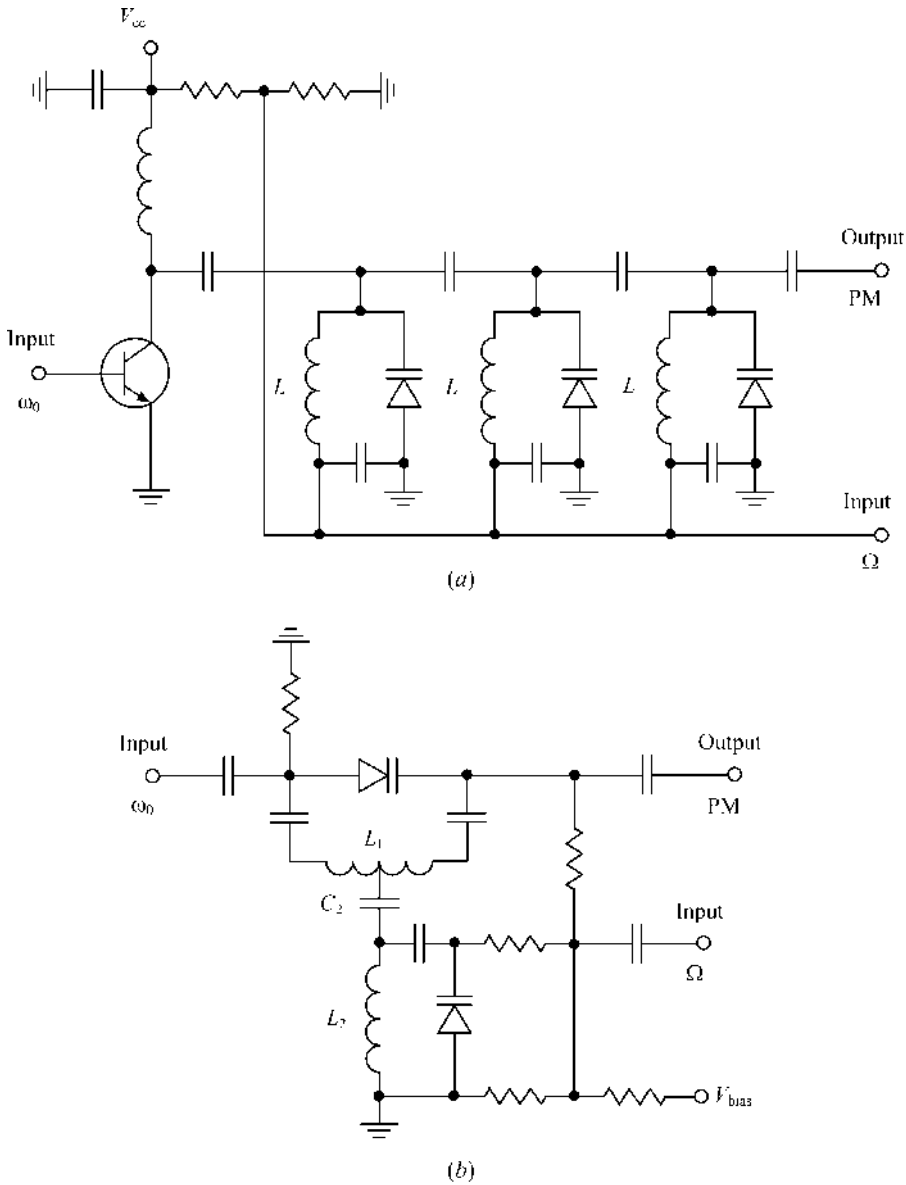 Vcc
Output
PM
Input
ω0
L
L
L
Input
Ω
(a)
Input
ω0
Output
PM
L1
C2
Input
Ω
L2
Vbias
(b)